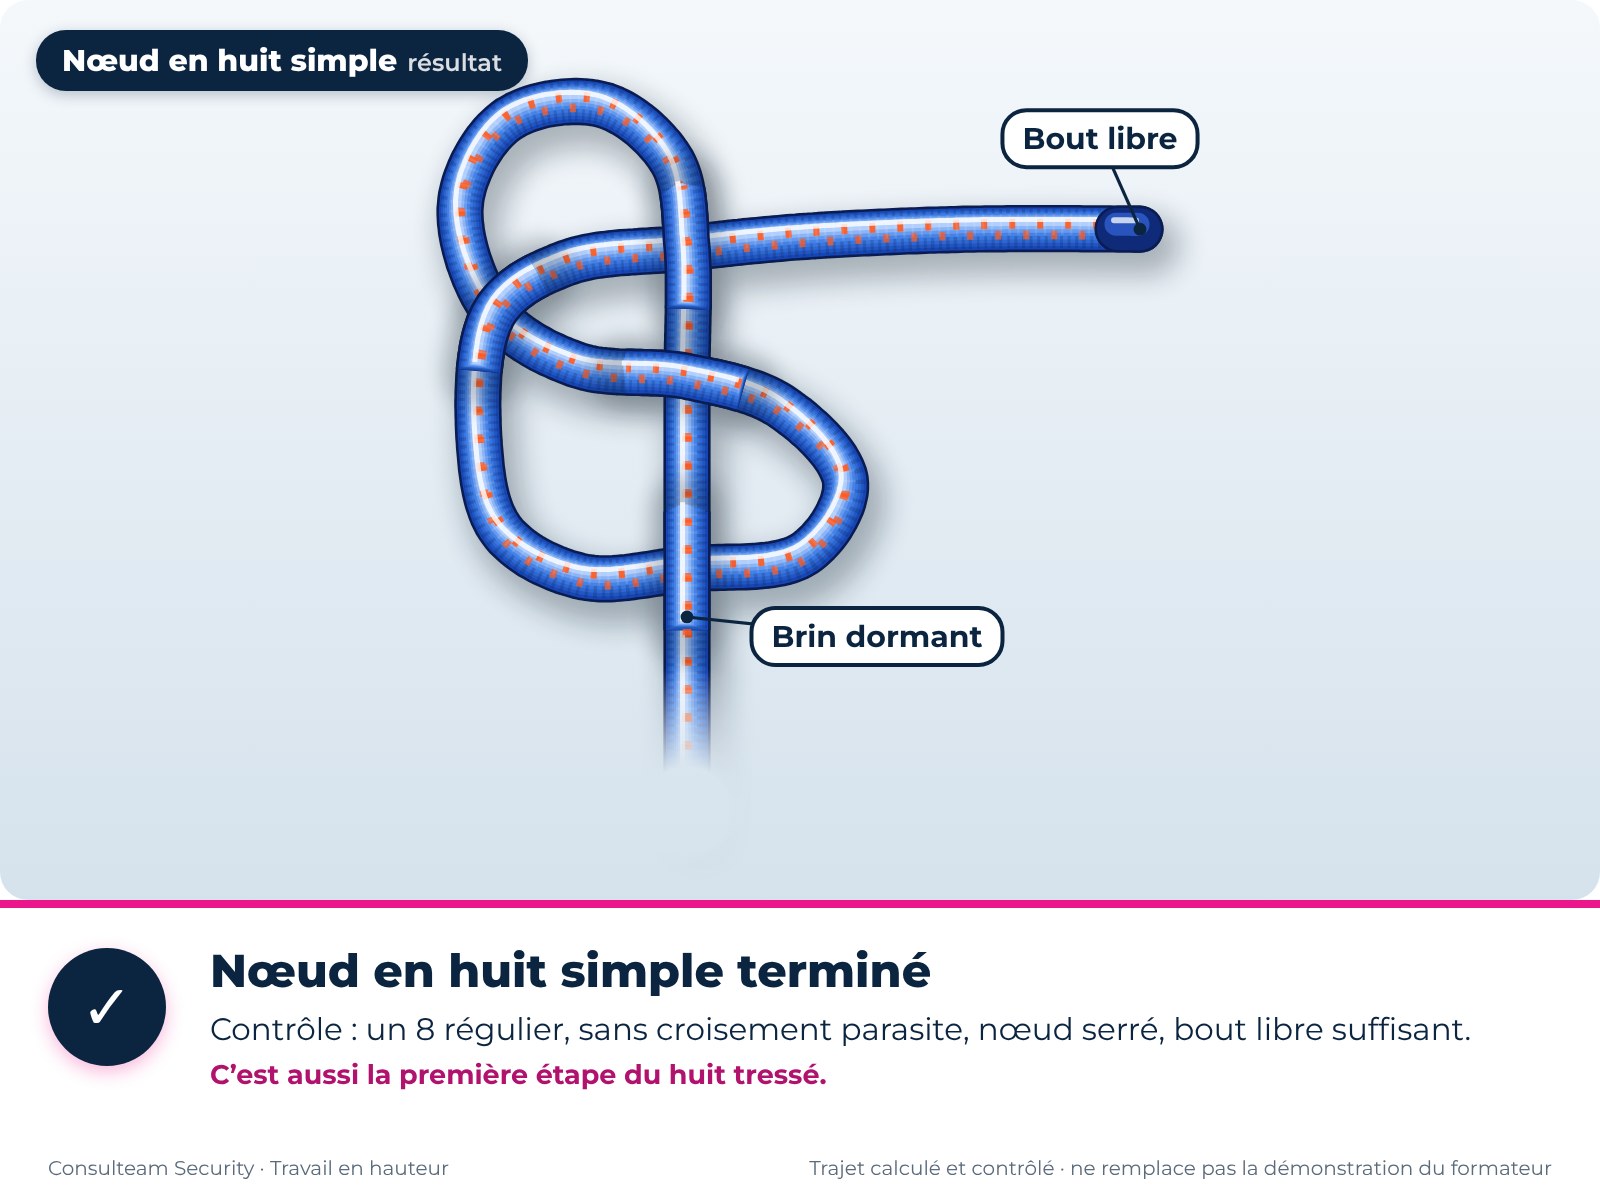 Nœud en huit simple résultat
Bout libre
Brin dormant
✓
Nœud en huit simple terminé
Contrôle : un 8 régulier, sans croisement parasite, nœud serré, bout libre suffisant.
C’est aussi la première étape du huit tressé.
Consulteam Security · Travail en hauteur
Trajet calculé et contrôlé · ne remplace pas la démonstration du formateur